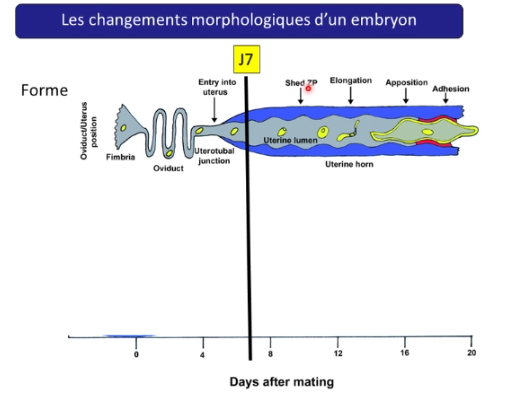 Les changements morphologiques d'un embryon
J7
Forme
Oviduct/Uterus
position
Entry into
uterus
Shed ZP
Elongation
Apposition
Adhesion
Fimbria
Oviduct
Uterotubal
junction
Uterine lumen
Uterine horn
0
4
8
12
16
20
Days after mating